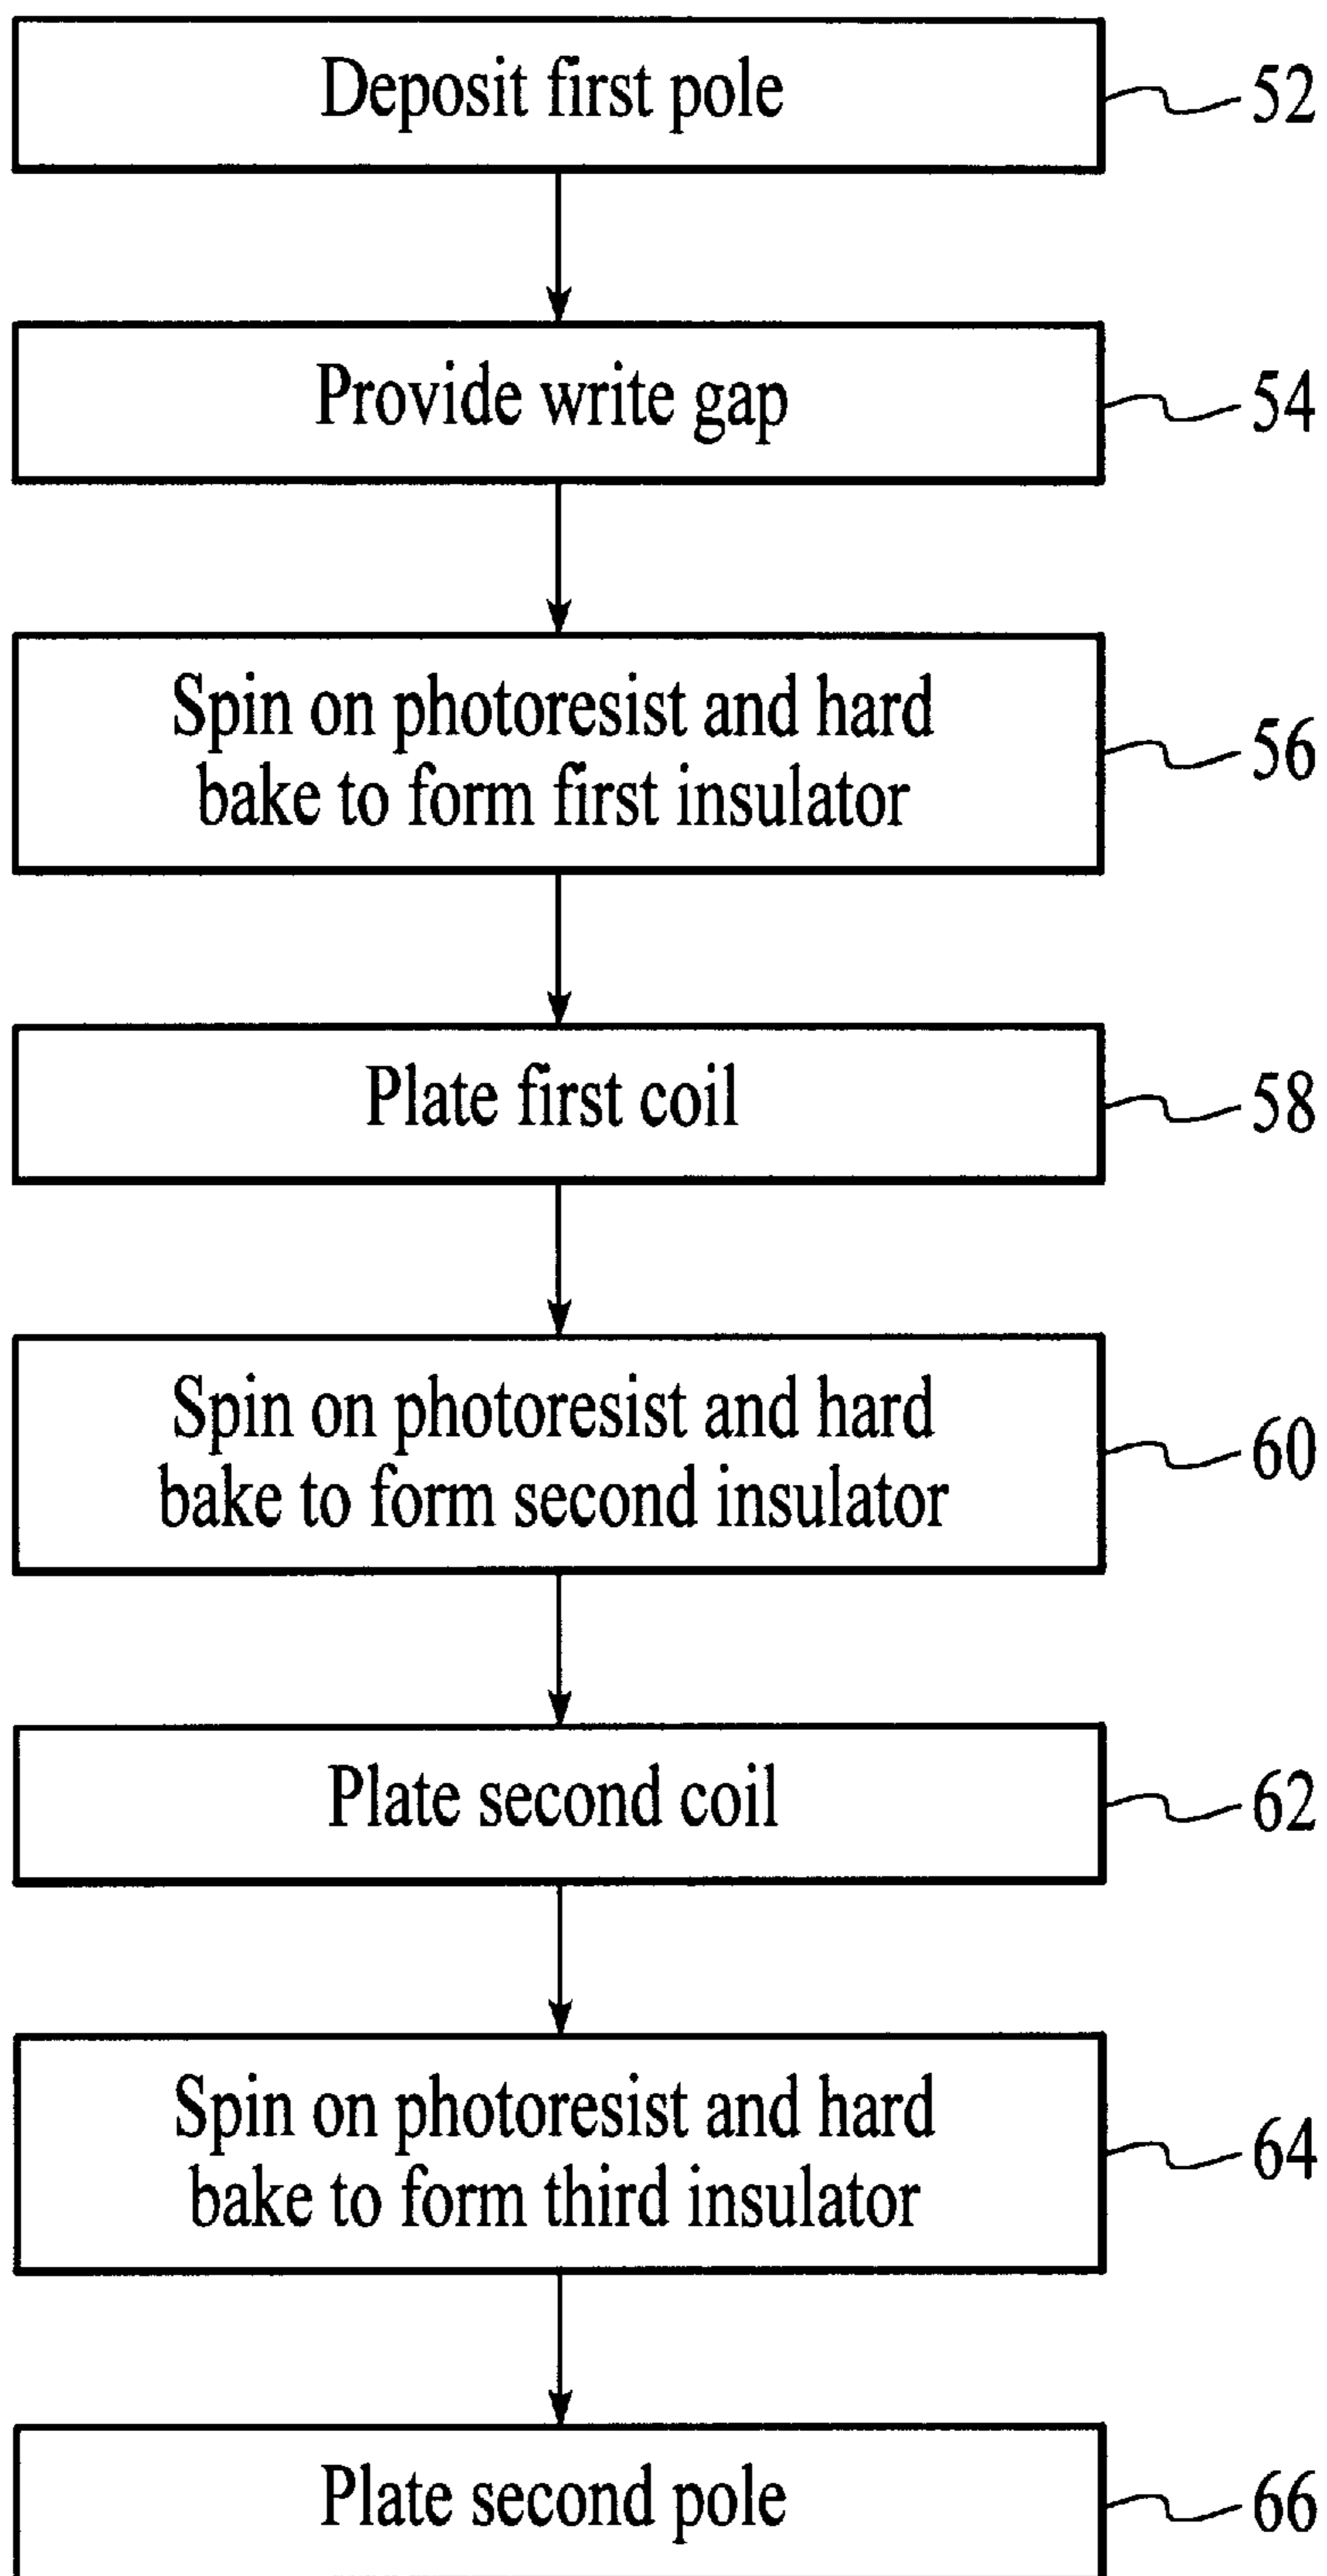 Deposit first pole
52
Provide write gap
54
Spin on photoresist and hard
bake to form first insulator
56
Plate first coil
58
Spin on photoresist and hard
bake to form second insulator
60
Plate second coil
62
Spin on photoresist and hard
bake to form third insulator
64
Plate second pole
66